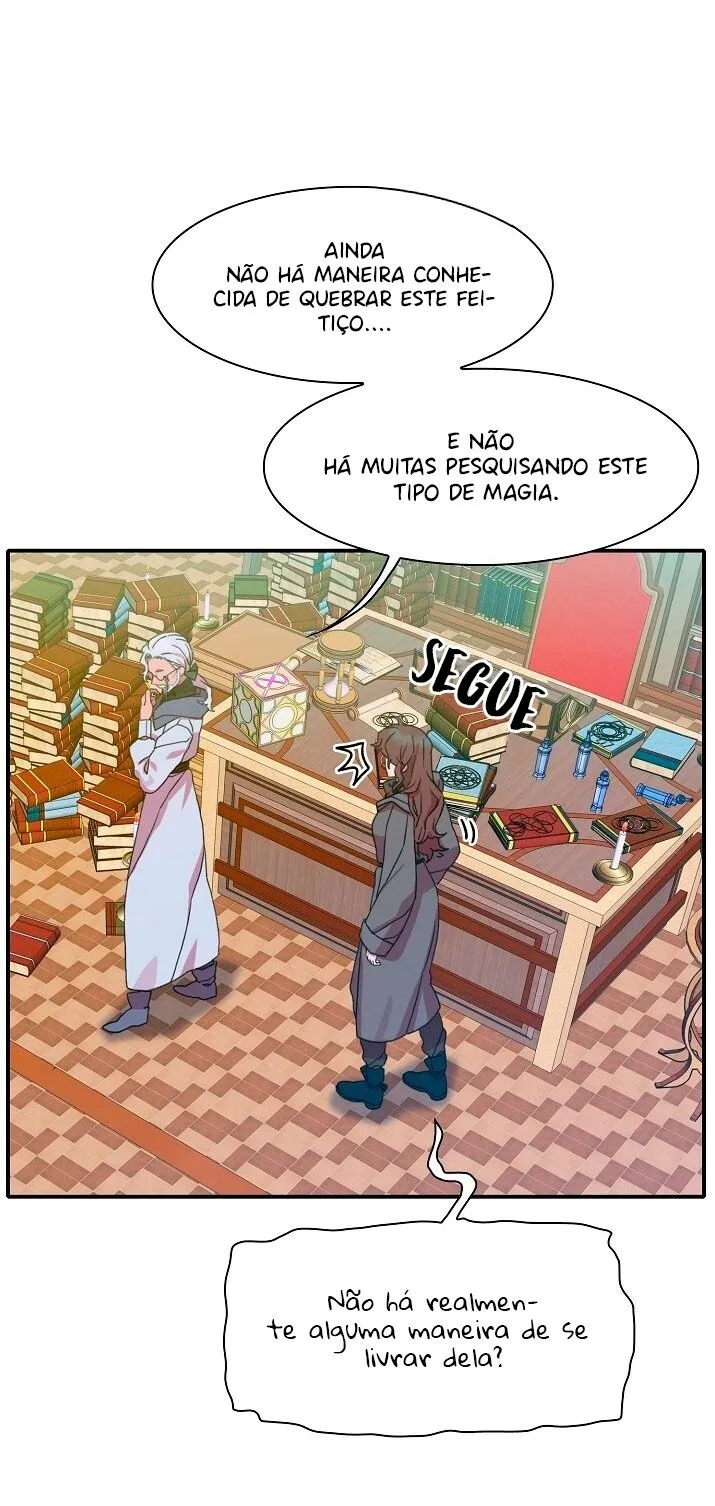 AINDA
NÃO HÁ MANEIRA CONHE-
CIDA DE QUEBRAR ESTE FEI-
TIÇO....
E NÃO
HÁ MUITAS PESQUISANDO ESTE
TIPO DE MAGIA.
SEGUE
Não há realmen-
te alguma maneira de se
livrar dela?